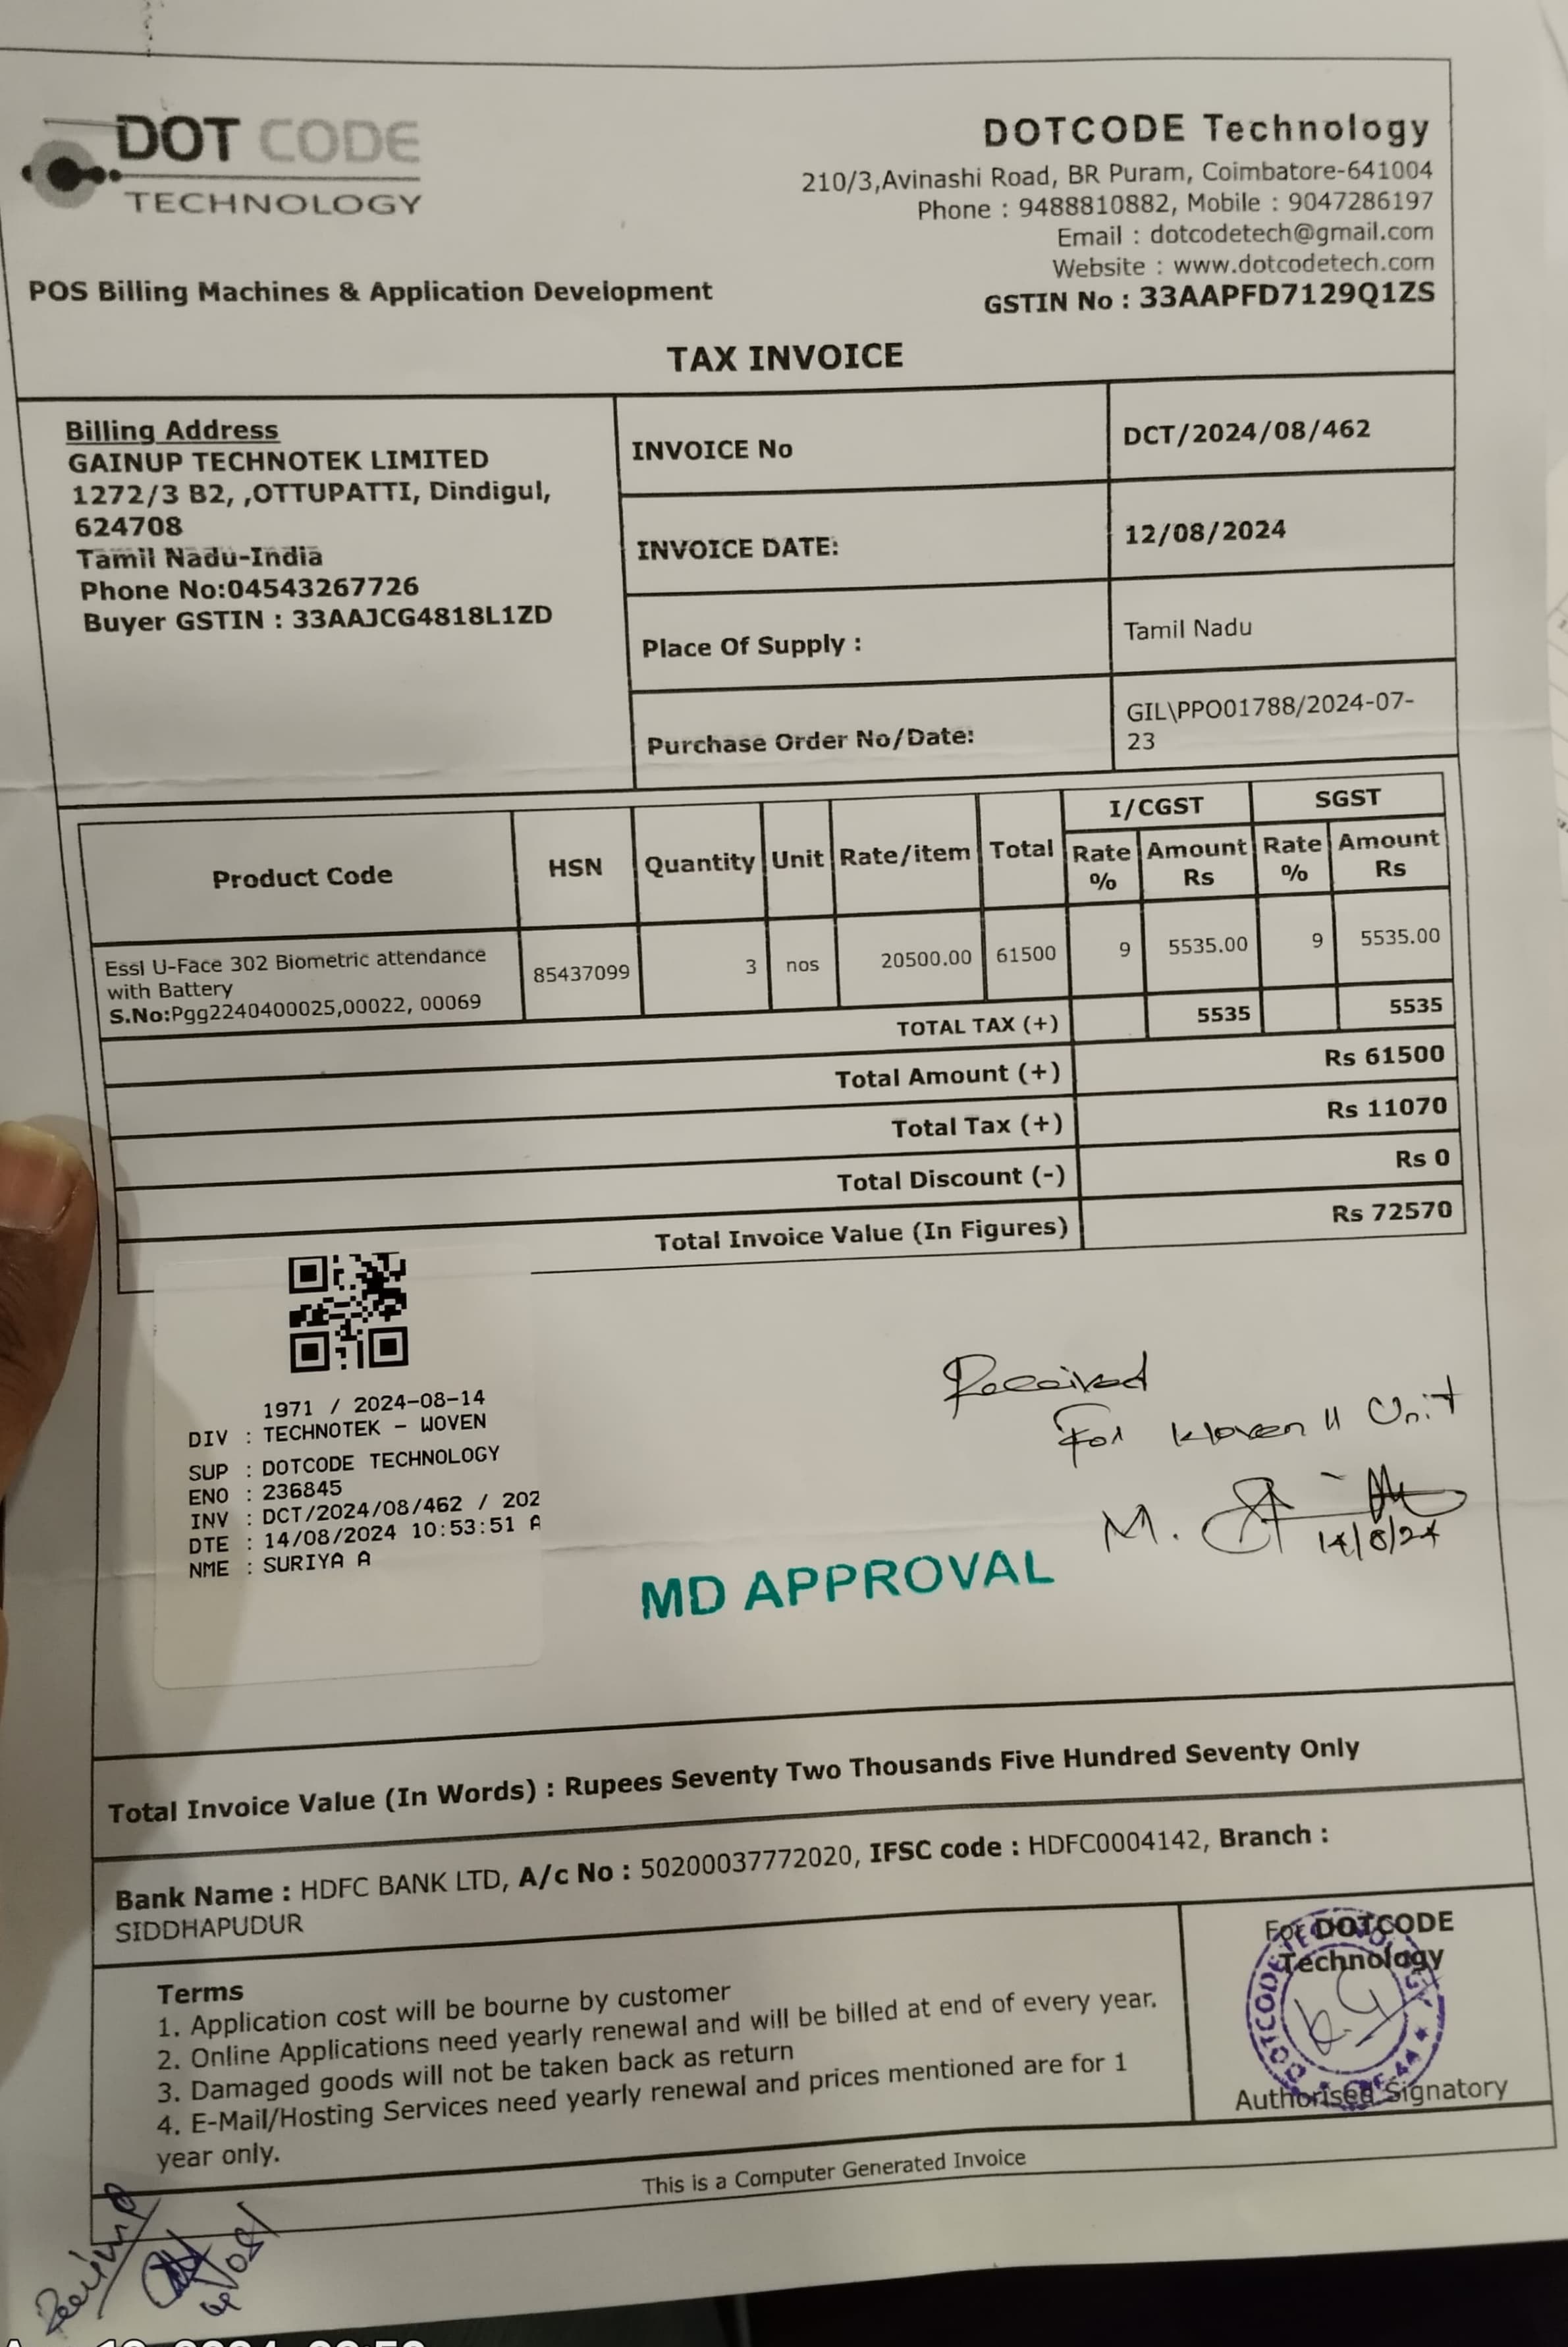 DOT CODE
TECHNOLOGY
POS Billing Machines & Application Development
DOTCODE Technology
210/3,Avinashi Road, BR Puram, Coimbatore-641004
Phone : 9488810882, Mobile : 9047286197
Email : dotcodetech@gmail.com
Website : www.dotcodetech.com
GSTIN No : 33AAPFD7129Q1ZS
TAX INVOICE
Billing Address
GAINUP TECHNOTEK LIMITED
1272/3 B2, ,OTTUPATTI, Dindigul,
624708
Tamil Nadu-India
Phone No:04543267726
Buyer GSTIN : 33AAJCG4818L1ZD
INVOICE No DCT/2024/08/462
INVOICE DATE: 12/08/2024
Place Of Supply : Tamil Nadu
Purchase Order No/Date: GIL\PPO01788/2024-07-
23
I/CGST SGST
Product Code HSN Quantity Unit Rate/item Total Rate % Amount Rs Rate % Amount Rs
Essl U-Face 302 Biometric attendance
with Battery
S.No:Pgg2240400025,00022, 00069
85437099 3 nos 20500.00 61500 9 5535.00 9 5535.00
TOTAL TAX (+) 5535 5535
Total Amount (+) Rs 61500
Total Tax (+) Rs 11070
Total Discount (-) Rs 0
Total Invoice Value (In Figures) Rs 72570
1971 / 2024-08-14
DIV : TECHNOTEK - WOVEN
SUP : DOTCODE TECHNOLOGY
ENO : 236845
INV : DCT/2024/08/462 / 202
DTE : 14/08/2024 10:53:51 A
NME : SURIYA A
Received
For Woven II Unit
M.
14/8/24
MD APPROVAL
Total Invoice Value (In Words) : Rupees Seventy Two Thousands Five Hundred Seventy Only
Bank Name : HDFC BANK LTD, A/c No : 50200037772020, IFSC code : HDFC0004142, Branch :
SIDDHAPUDUR
Terms
1. Application cost will be bourne by customer
2. Online Applications need yearly renewal and will be billed at end of every year.
3. Damaged goods will not be taken back as return
4. E-Mail/Hosting Services need yearly renewal and prices mentioned are for 1
year only.
For DOTCODE
Technology
DOTCODE TECHNOLOGY
Authorised Signatory
This is a Computer Generated Invoice